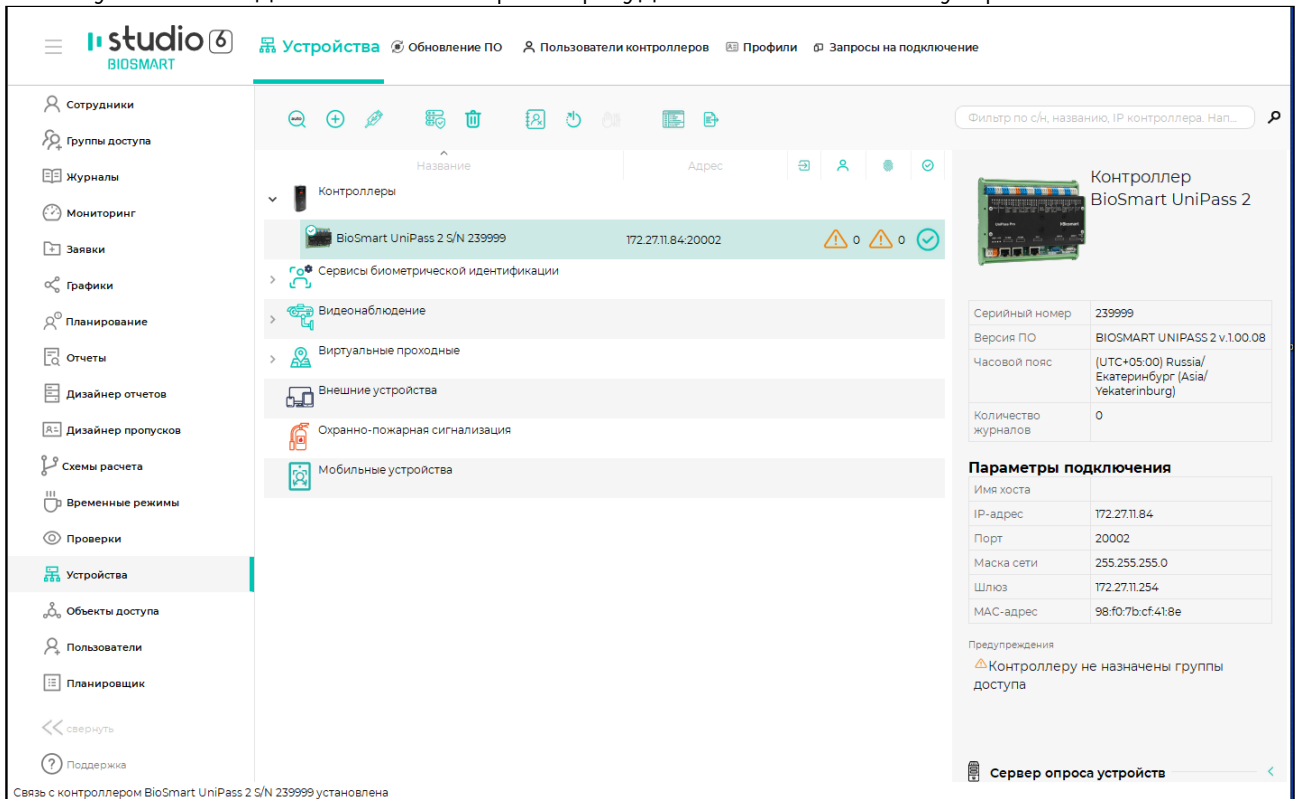 studio 6
BIOSMART
Устройства
Обновление ПО
Пользователи контроллеров
Профили
Запросы на подключение
Сотрудники
Группы доступа
Журналы
Мониторинг
Заявки
Графики
Планирование
Отчеты
Дизайнер отчетов
Дизайнер пропусков
Схемы расчета
Временные режимы
Проверки
Устройства
Объекты доступа
Пользователи
Планировщик
свернуть
Поддержка
Фильтр по с/н, названию, IP контроллера. Нап...
Название
Адрес
Контроллеры
BioSmart UniPass 2 S/N 239999
172.27.11.84:20002
0
0
Сервисы биометрической идентификации
Видеонаблюдение
Виртуальные проходные
Внешние устройства
Охранно-пожарная сигнализация
Мобильные устройства
Контроллер
BioSmart UniPass 2
Серийный номер 239999
Версия ПО BIOSMART UNIPASS 2 v.1.00.08
Часовой пояс (UTC+05:00) Russia/
Екатеринбург (Asia/
Yekaterinburg)
Количество 0
журналов
Параметры подключения
Имя хоста
IP-адрес 172.27.11.84
Порт 20002
Маска сети 255.255.255.0
Шлюз 172.27.11.254
MAC-адрес 98:f0:7b:cf:41:8e
Предупреждения
Контроллеру не назначены группы
доступа
Сервер опроса устройств
Связь с контроллером BioSmart UniPass 2 S/N 239999 установлена